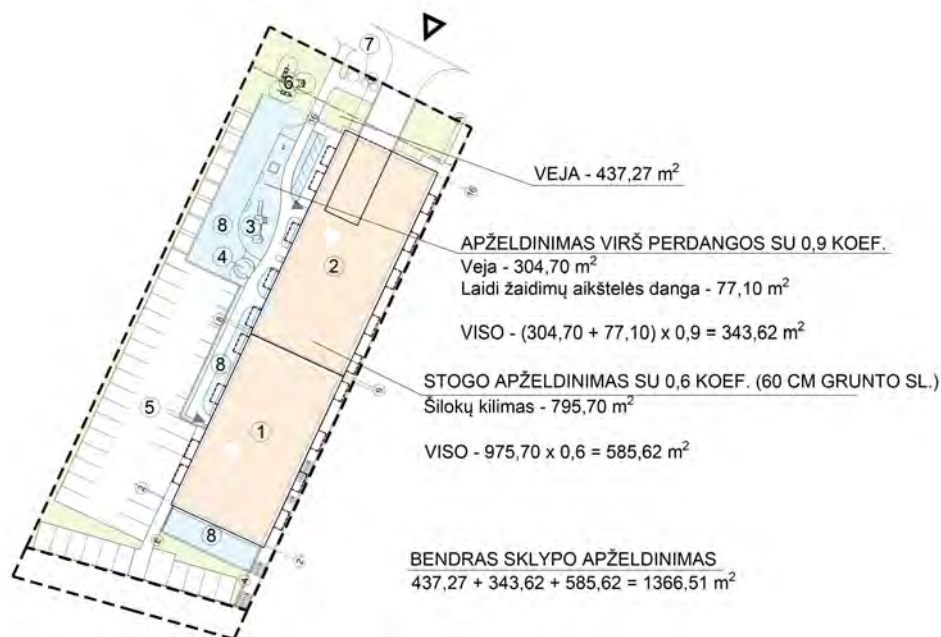 7
6
16
VEJA - 437,27 m²
16
APŽELDINIMAS VIRŠ PERDANGOS SU 0,9 KOEF.
Veja - 304,70 m²
Laidi žaidimų aikštelės danga - 77,10 m²
8
3
2
4
VISO - (304,70 + 77,10) x 0,9 = 343,62 m²
8
STOGO APŽELDINIMAS SU 0,6 KOEF. (60 CM GRUNTO SL.)
Šilokų kilimas - 795,70 m²
5
1
VISO - 975,70 x 0,6 = 585,62 m²
2
8
2
BENDRAS SKLYPO APŽELDINIMAS
437,27 + 343,62 + 585,62 = 1366,51 m²